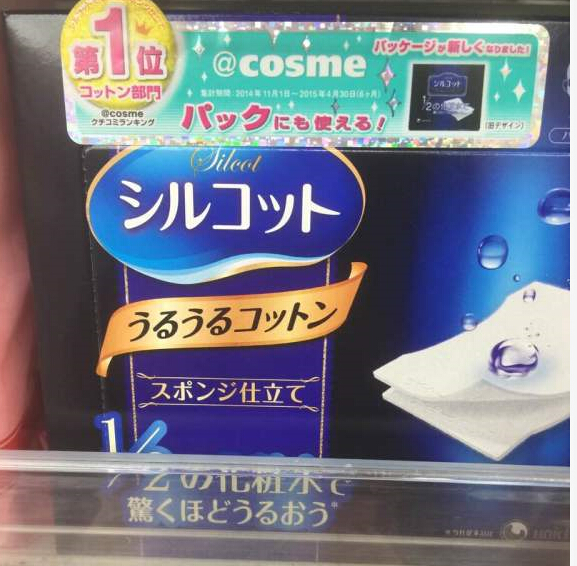 第1位
コットン部門
@cosme
クチコミランキング
@cosme
集計期間:2014年11月1日～2015年4月30日(6ヶ月)
パックにも使える!
パッケージが新しくなりました!
シルコット
1/2の化粧水
(旧デザイン)
Silcot
シルコット
うるうるコットン
スポンジ仕立て
1/2の化粧水で
驚くほどうるおう